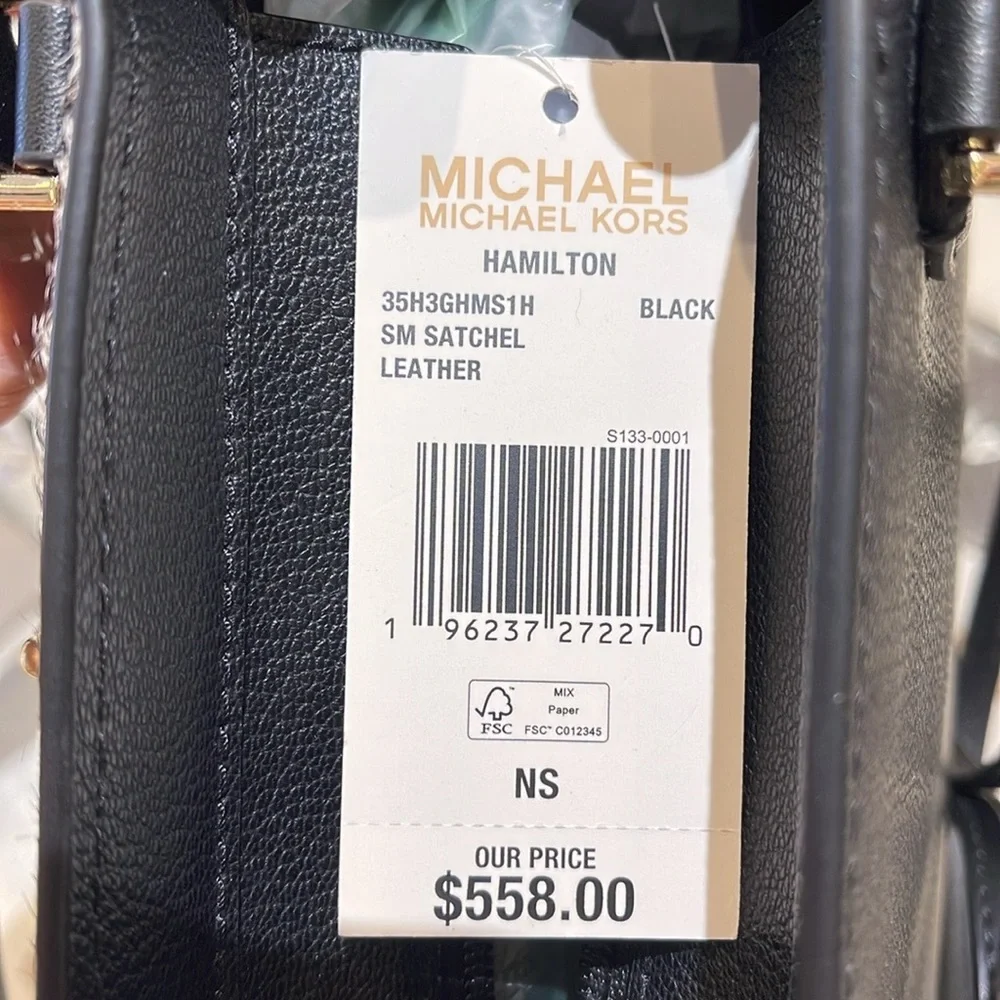 MICHAEL
MICHAEL KORS
HAMILTON
35H3GHMS1H BLACK
SM SATCHEL
LEATHER
S133-0001
1 96237 27227 0
FSC
MIX
Paper
FSC™ C012345
NS
OUR PRICE
$558.00